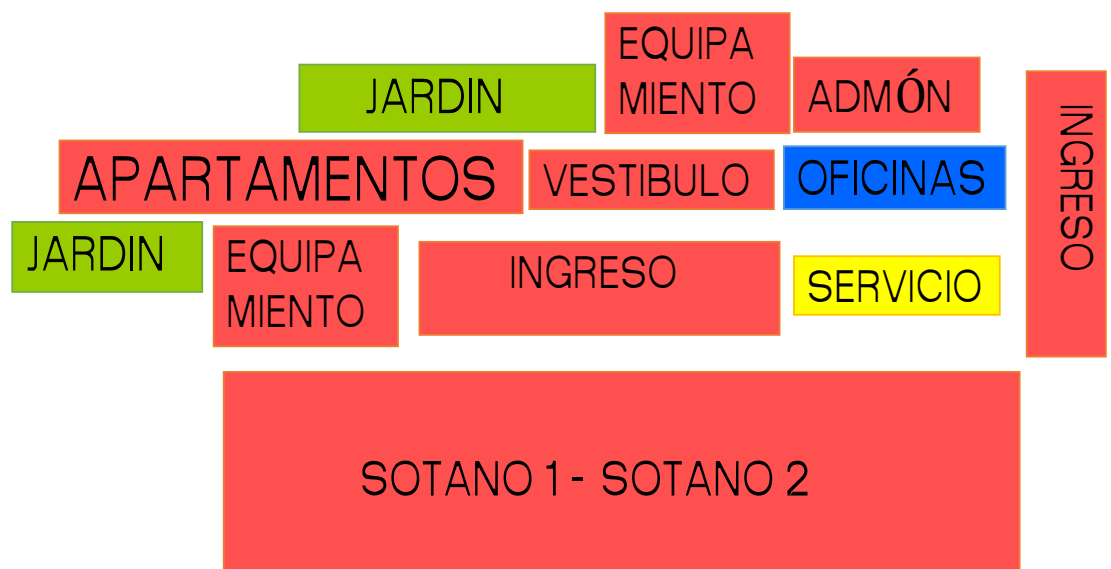 EQUIPA
MIENTO
JARDIN
ADMÓN
INGRESO
APARTAMENTOS
VESTIBULO
OFICINAS
JARDIN
EQUIPA
MIENTO
INGRESO
SERVICIO
SOTANO 1 - SOTANO 2